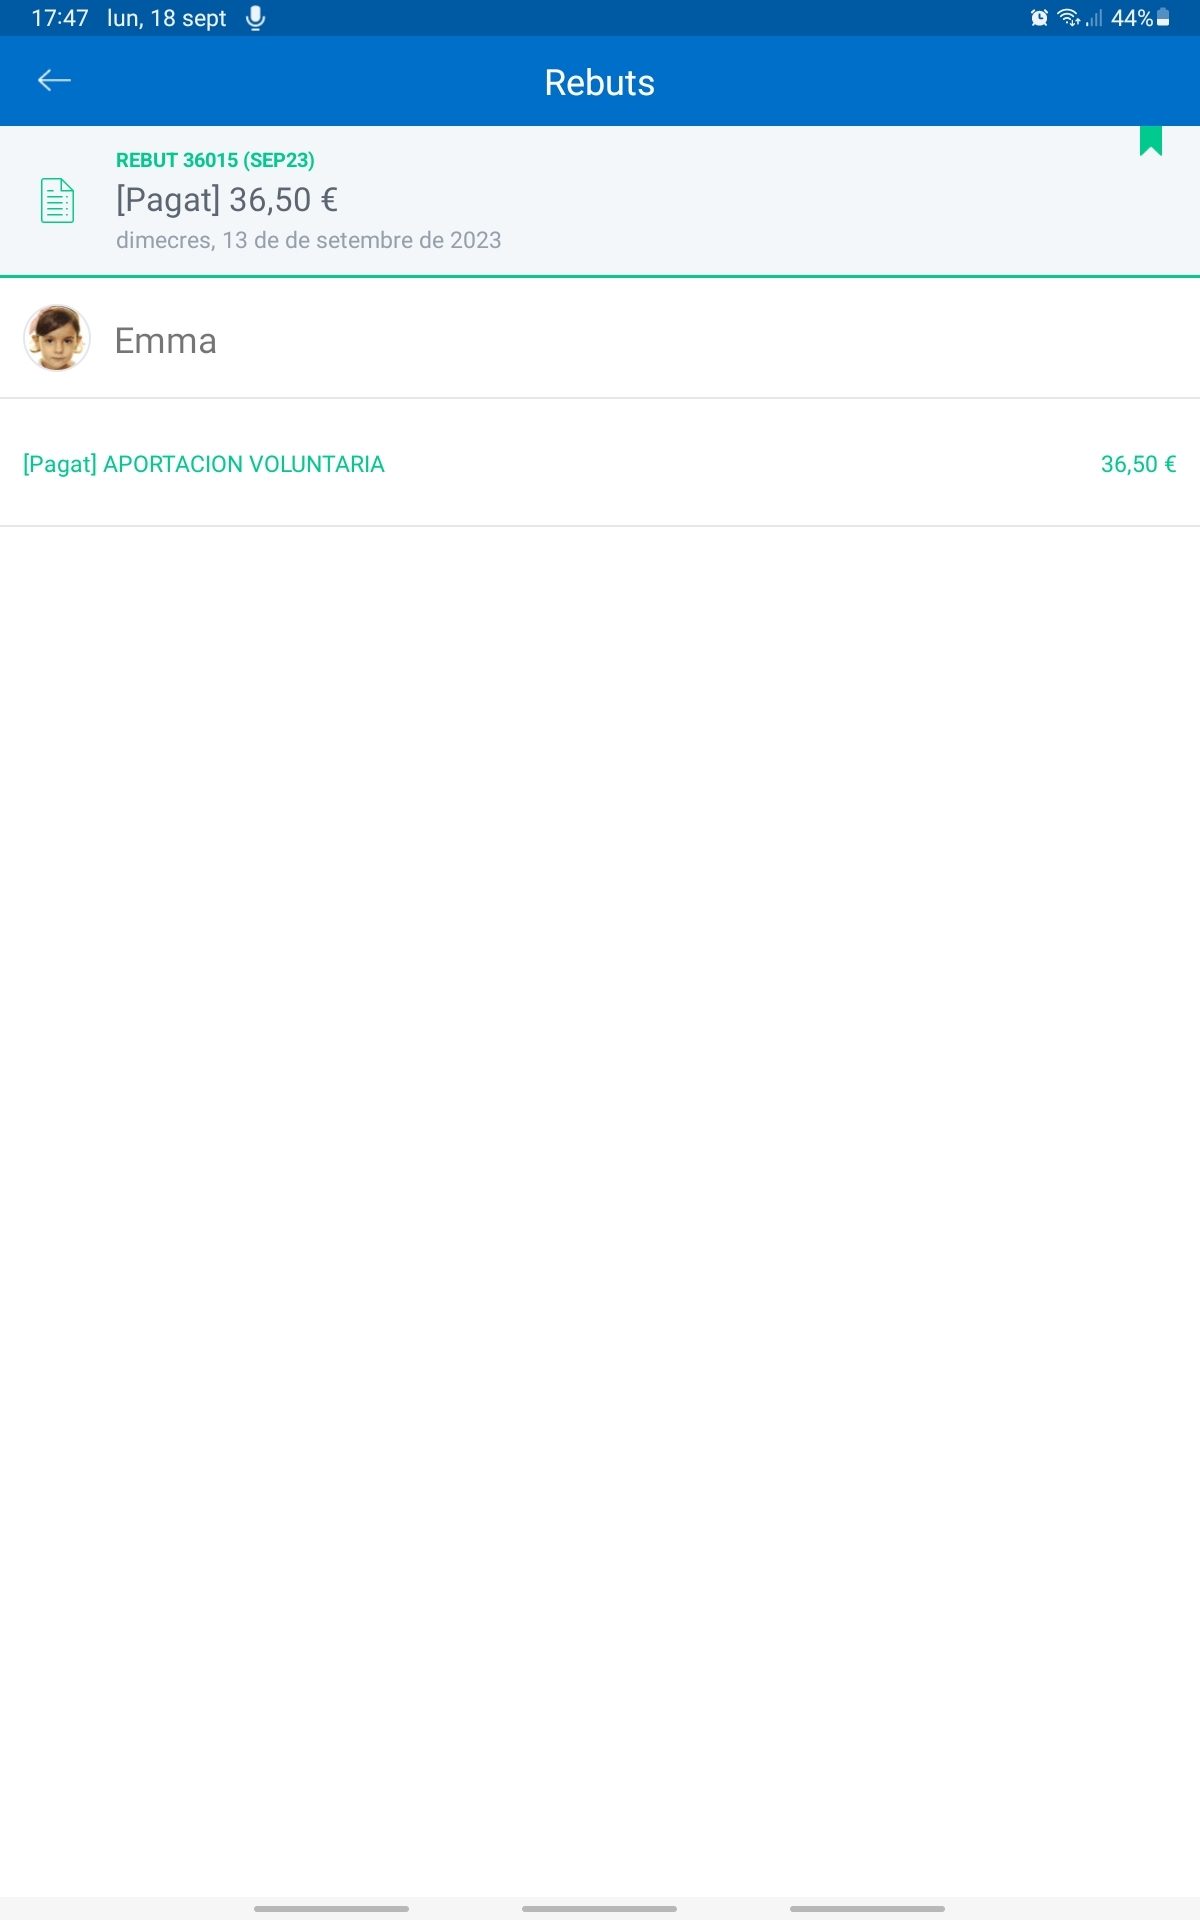 17:47 lun, 18 sept 44%
Rebuts
REBUT 36015 (SEP23)
[Pagat] 36,50 €
dimecres, 13 de de setembre de 2023
Emma
[Pagat] APORTACION VOLUNTARIA 36,50 €